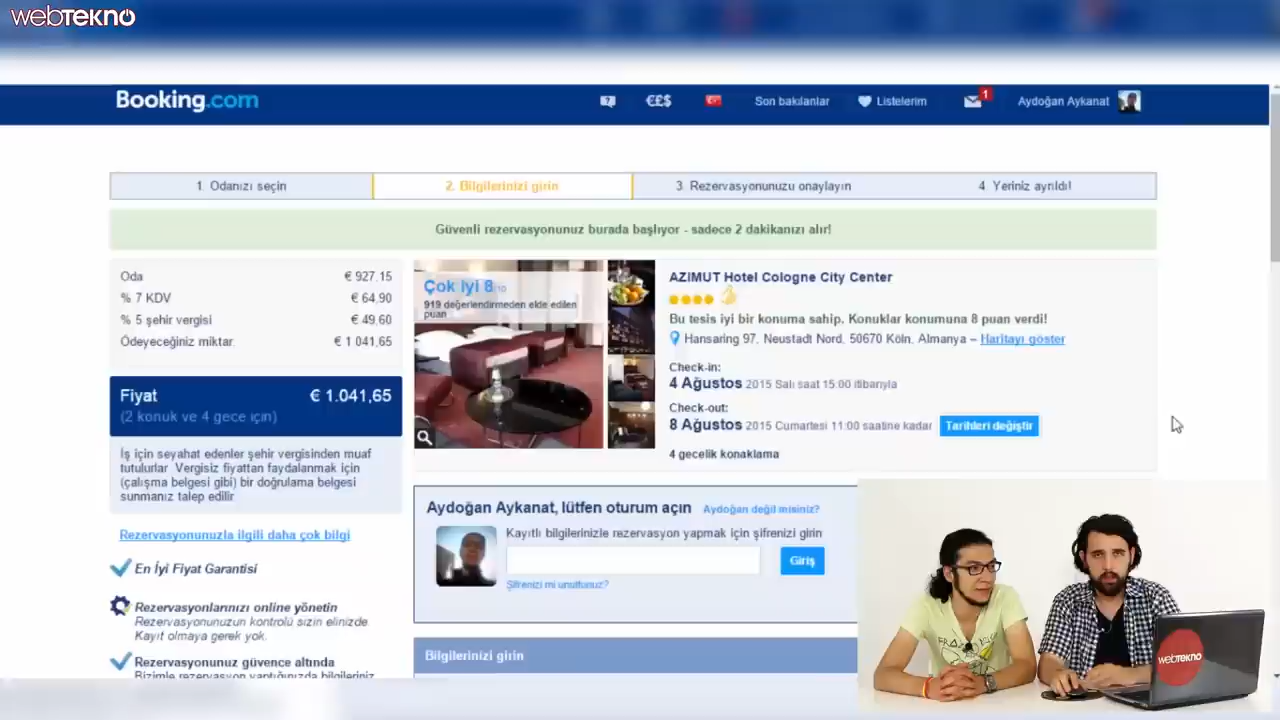 webTEKNO
Booking.com
€£$
Son bakılanlar
Listelerim
1
Aydoğan Aykanat
1. Odanızı seçin
2. Bilgilerinizi girin
3. Rezervasyonunuzu onaylayın
4. Yeriniz ayrıldı!
Güvenli rezervasyonunuz burada başlıyor - sadece 2 dakikanızı alır!
Oda € 927.15
% 7 KDV € 64,90
% 5 şehir vergisi € 49.60
Ödeyeceğiniz miktar: € 1 041,65
Fiyat € 1.041,65
(2 konuk ve 4 gece için)
İş için seyahat edenler şehir vergisinden muaf
tutulurlar. Vergisiz fiyattan faydalanmak için
(çalışma belgesi gibi) bir doğrulama belgesi
sunmanız talep edilir.
Rezervasyonunuzla ilgili daha çok bilgi
En İyi Fiyat Garantisi
Rezervasyonlarınızı online yönetin
Rezervasyonunuzun kontrolü sizin elinizde.
Kayıt olmaya gerek yok.
Rezervasyonunuz güvence altında
Bizimle rezervasyon yaptığınızda bilgileriniz
Çok iyi 8/10
919 değerlendirmeden elde edilen
puan
AZIMUT Hotel Cologne City Center
Bu tesis iyi bir konuma sahip. Konuklar konumuna 8 puan verdi!
Hansaring 97, Neustadt Nord, 50670 Köln, Almanya – Haritayı göster
Check-in:
4 Ağustos 2015 Salı saat 15:00 itibarıyla
Check-out:
8 Ağustos 2015 Cumartesi 11:00 saatine kadar
Tarihleri değiştir
4 gecelik konaklama
Aydoğan Aykanat, lütfen oturum açın
Aydoğan değil misiniz?
Kayıtlı bilgilerinizle rezervasyon yapmak için şifrenizi girin
Giriş
Şifrenizi mi unuttunuz?
Bilgilerinizi girin
webTEKNO